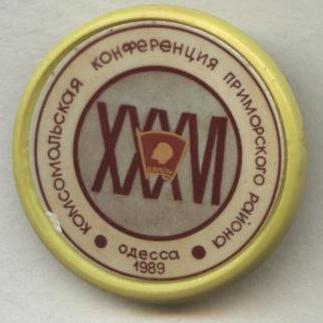 КОМСОМОЛЬСКАЯ КОНФЕРЕНЦИЯ ПРИМОРСКОГО РАЙОНА
XXXVI
ВЛКСМ
ОДЕССА
1989